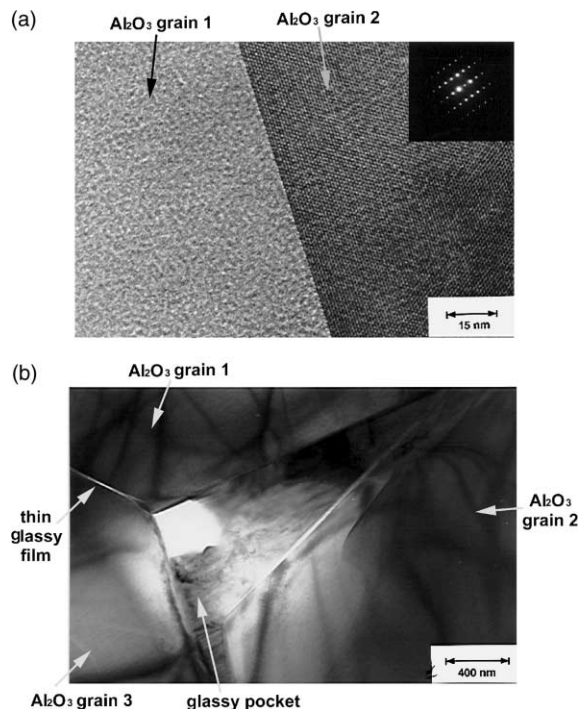 (a)
Al₂O₃ grain 1
Al₂O₃ grain 2
15 nm
(b)
Al₂O₃ grain 1
thin
glassy
film
Al₂O₃
grain 2
Al₂O₃ grain 3
glassy pocket
400 nm